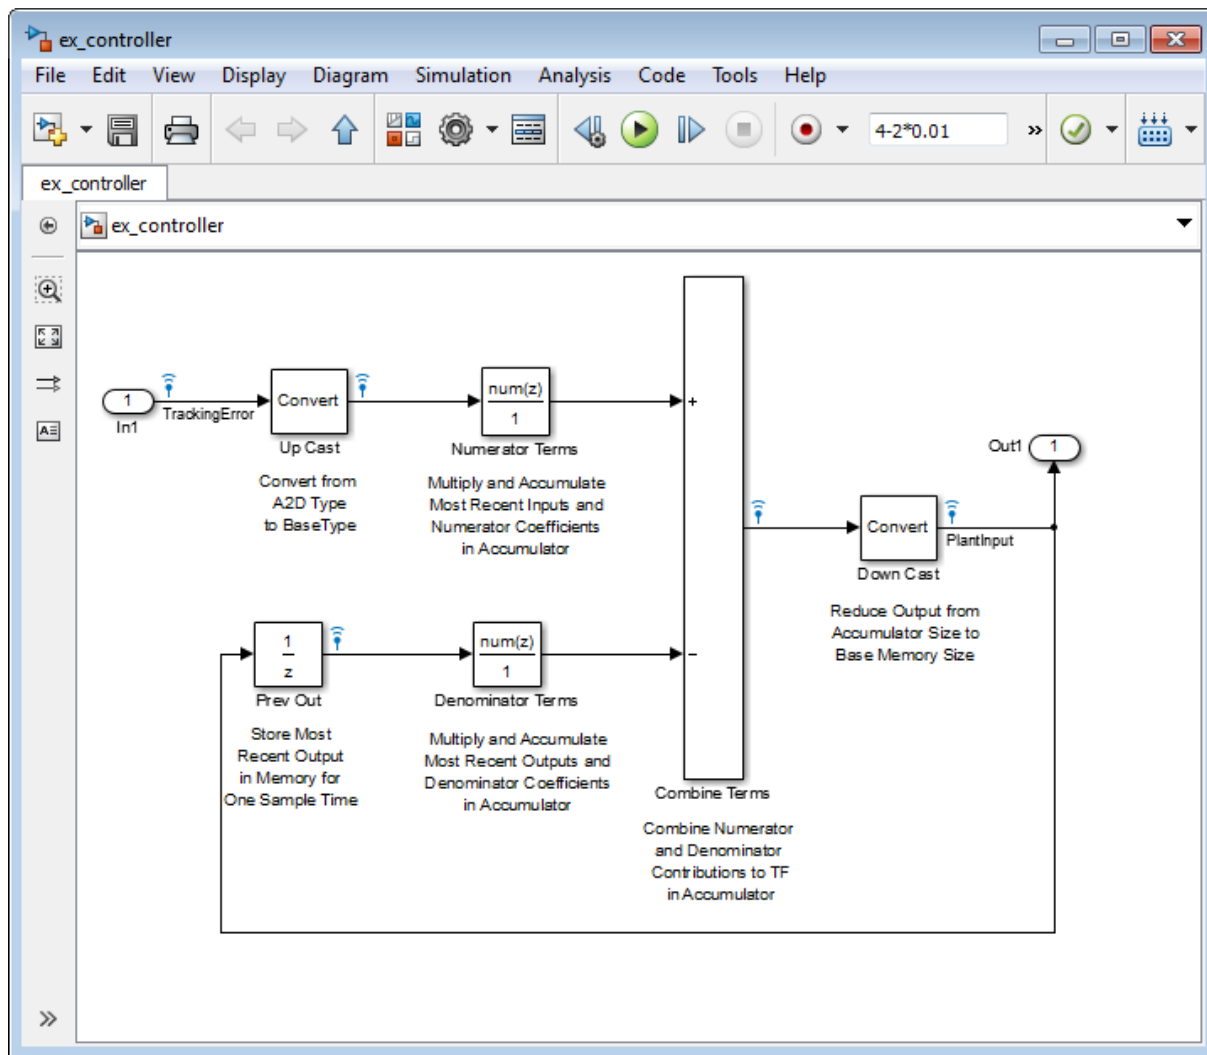 ex_controller
File Edit View Display Diagram Simulation Analysis Code Tools Help
4-2*0.01 »
ex_controller
ex_controller
1
In1
TrackingError
Convert
Up Cast
Convert from
A2D Type
to BaseType
num(z)
1
Numerator Terms
Multiply and Accumulate
Most Recent Inputs and
Numerator Coefficients
in Accumulator
1
z
Prev Out
Store Most
Recent Output
in Memory for
One Sample Time
num(z)
1
Denominator Terms
Multiply and Accumulate
Most Recent Outputs and
Denominator Coefficients
in Accumulator
+
−
Combine Terms
Combine Numerator
and Denominator
Contributions to TF
in Accumulator
Convert
Down Cast
PlantInput
Reduce Output from
Accumulator Size to
Base Memory Size
Out1
1
A
»